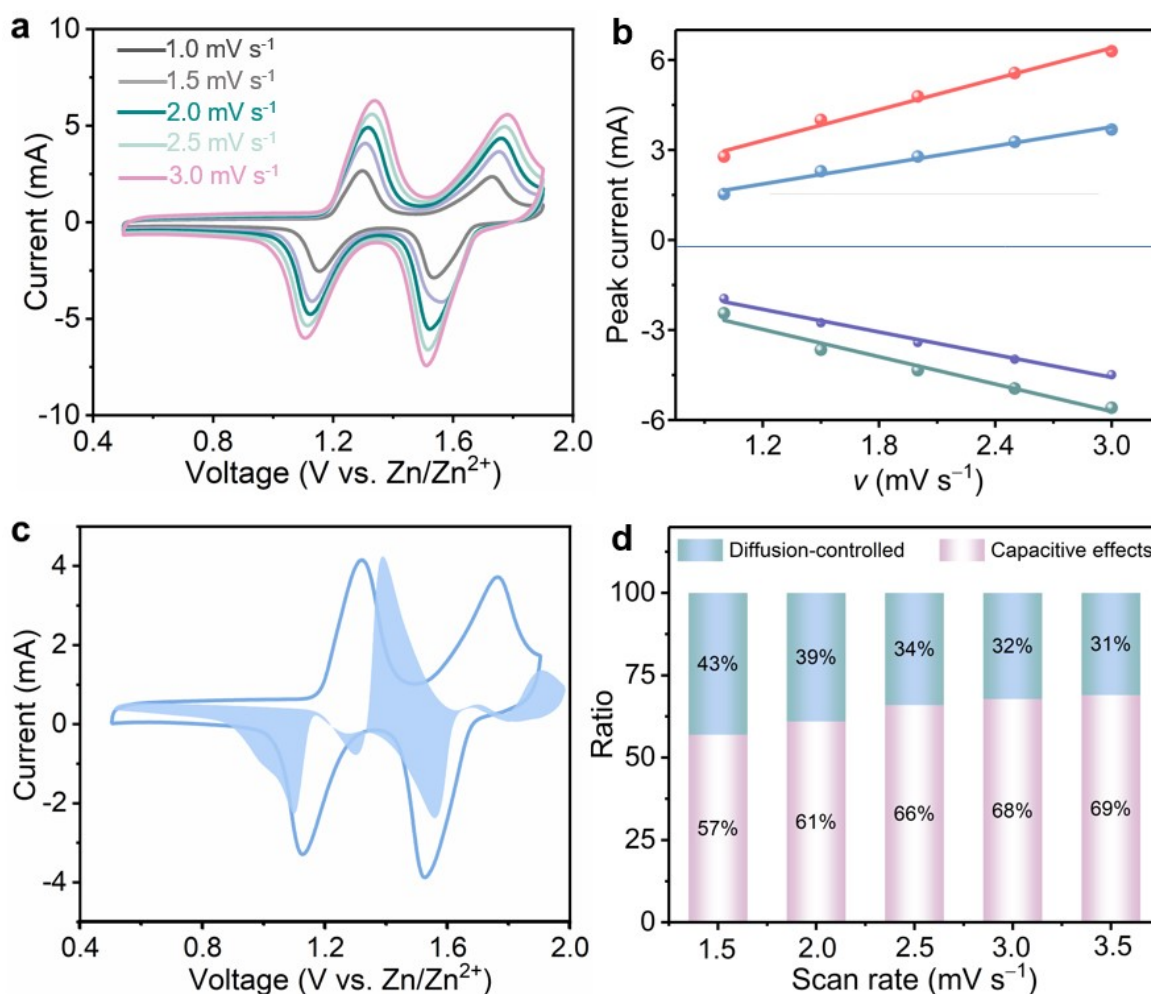 a
10
5
0
-5
-10
Current (mA)
1.0 mV s⁻¹
1.5 mV s⁻¹
2.0 mV s⁻¹
2.5 mV s⁻¹
3.0 mV s⁻¹
0.4 0.8 1.2 1.6 2.0
Voltage (V vs. Zn/Zn²⁺)
b
6
3
0
-3
-6
Peak current (mA)
1.2 1.8 2.4 3.0
v (mV s⁻¹)
c
4
2
0
-2
-4
Current (mA)
0.4 0.8 1.2 1.6 2.0
Voltage (V vs. Zn/Zn²⁺)
d
Diffusion-controlled Capacitive effects
100
75
50
25
0
Ratio
43% 39% 34% 32% 31%
57% 61% 66% 68% 69%
1.5 2.0 2.5 3.0 3.5
Scan rate (mV s⁻¹)